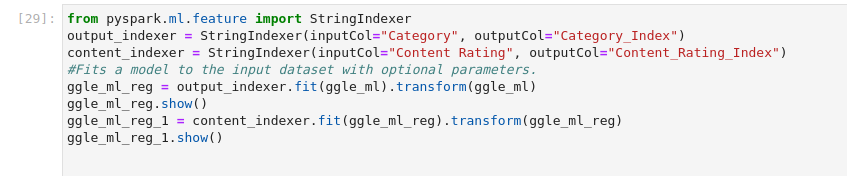 [29]: from pyspark.ml.feature import StringIndexer
output_indexer = StringIndexer(inputCol="Category", outputCol="Category_Index")
content_indexer = StringIndexer(inputCol="Content Rating", outputCol="Content_Rating_Index")
#Fits a model to the input dataset with optional parameters.
ggle_ml_reg = output_indexer.fit(ggle_ml).transform(ggle_ml)
ggle_ml_reg.show()
ggle_ml_reg_1 = content_indexer.fit(ggle_ml_reg).transform(ggle_ml_reg)
ggle_ml_reg_1.show()